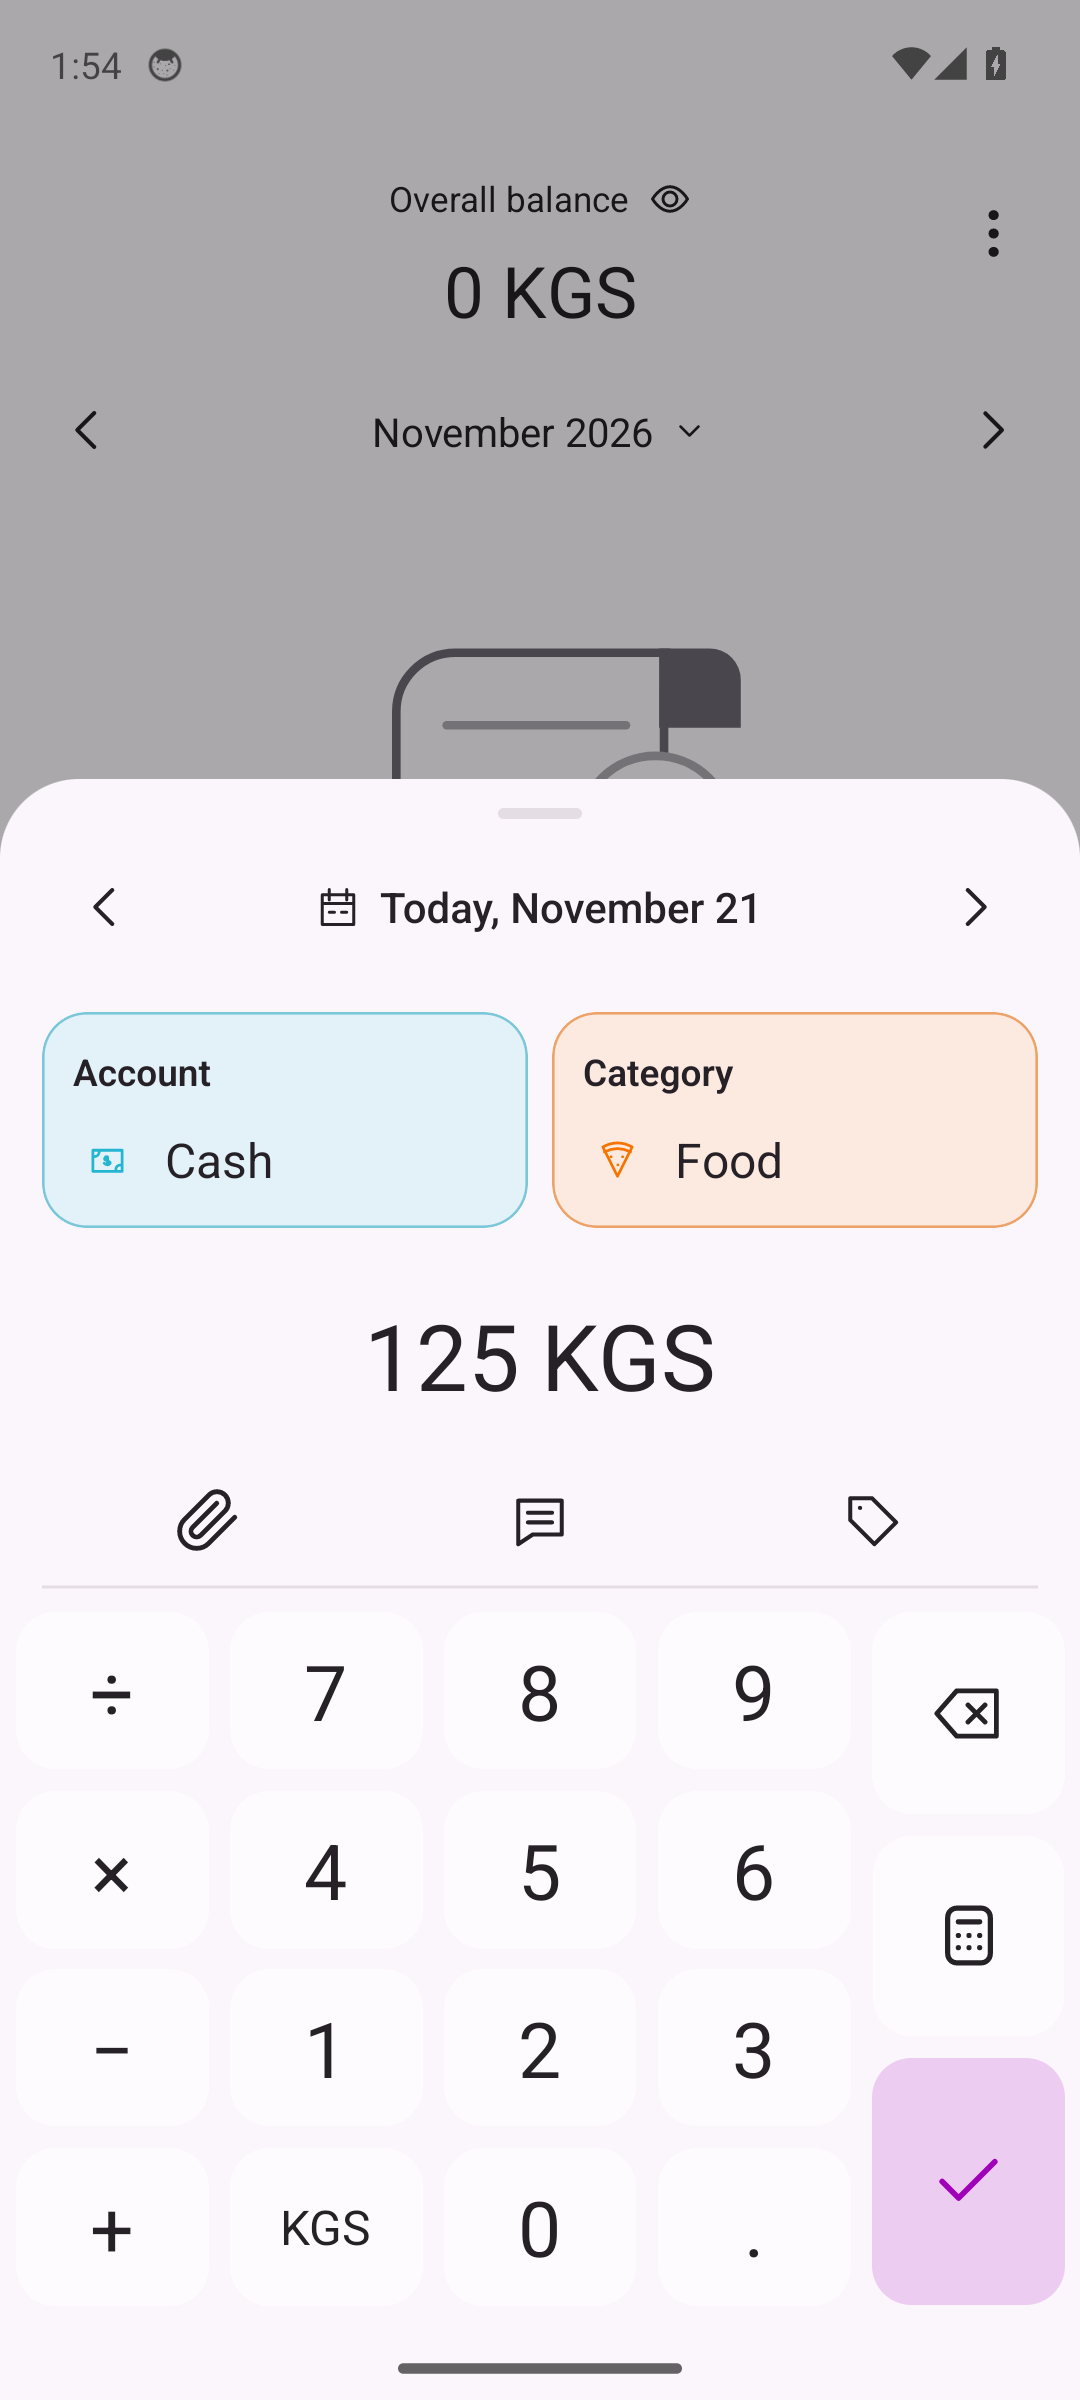 1:54
Overall balance
0 KGS
November 2026
Today, November 21
Account
Cash
Category
Food
125 KGS
÷ 7 8 9
× 4 5 6
− 1 2 3
+ KGS 0 .